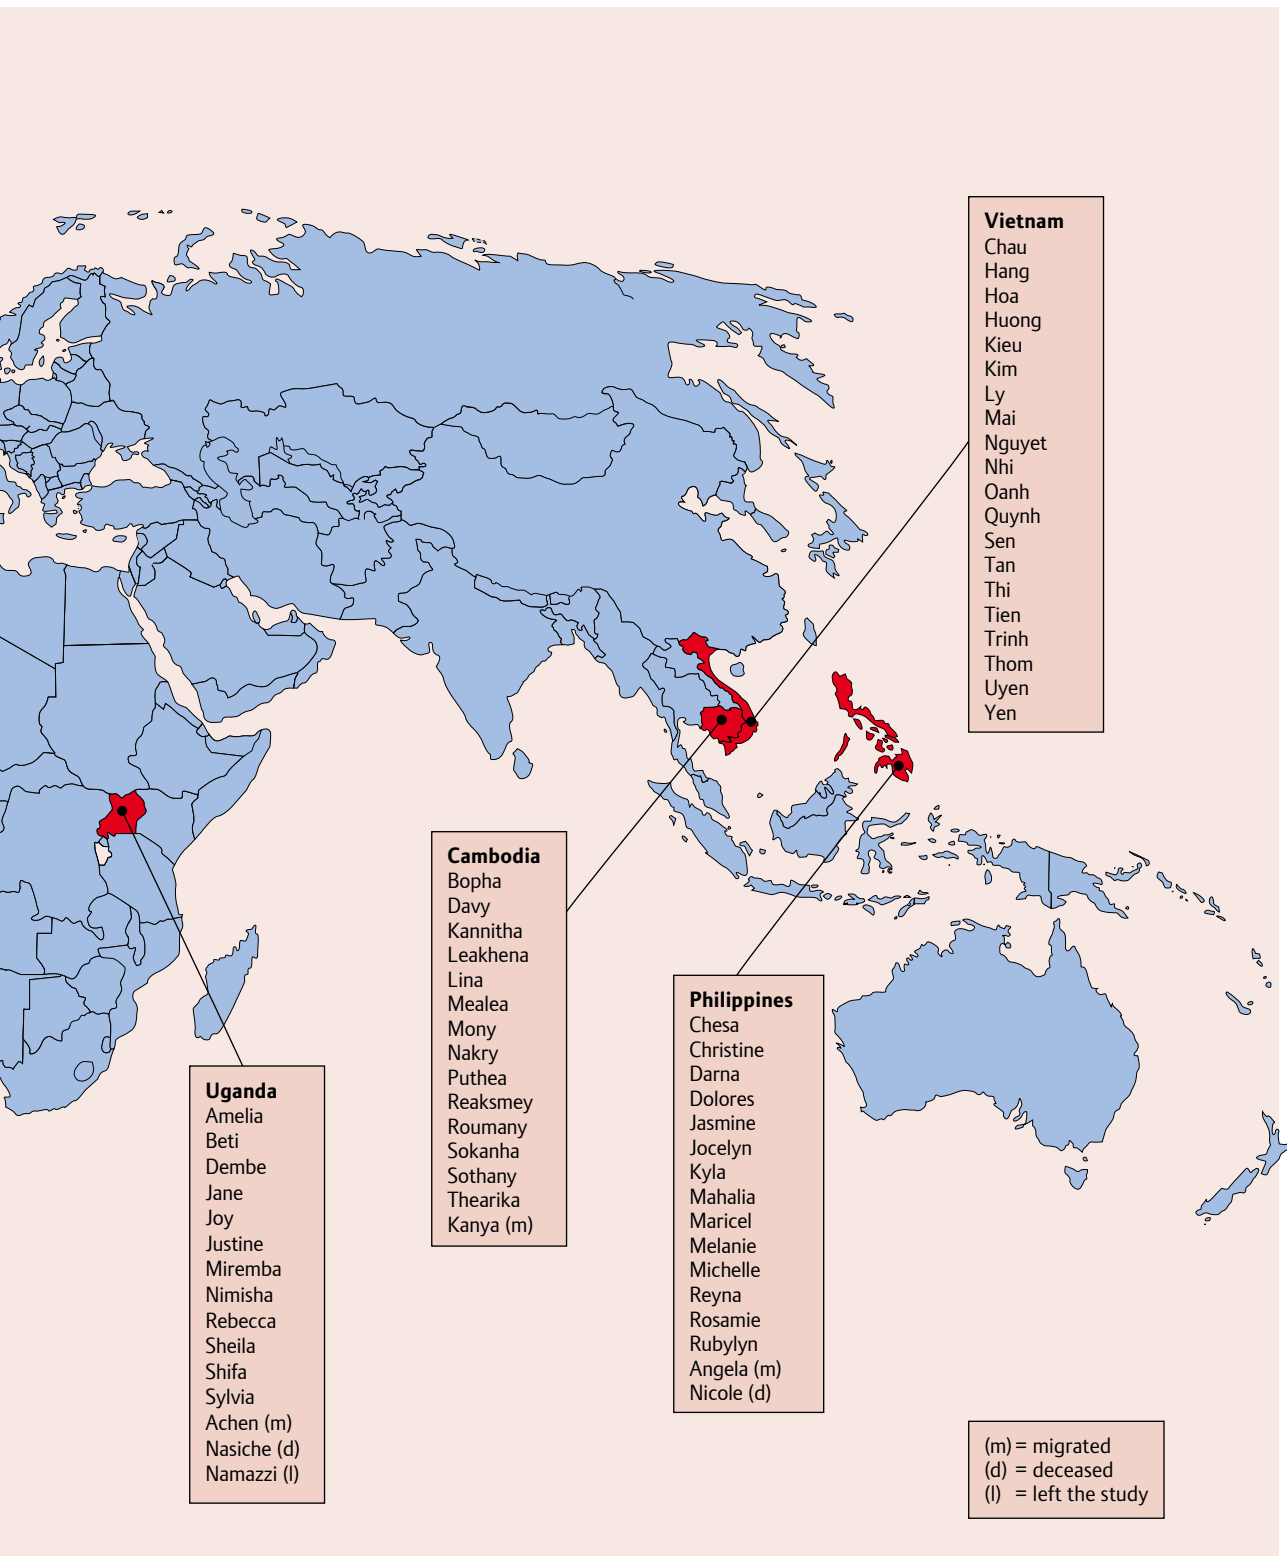 Vietnam
Chau
Hang
Hoa
Huong
Kieu
Kim
Ly
Mai
Nguyet
Nhi
Oanh
Quynh
Sen
Tan
Thi
Tien
Trinh
Thom
Uyen
Yen
Cambodia
Bopha
Davy
Kannitha
Leakhena
Lina
Mealea
Mony
Nakry
Puthea
Reaksmey
Roumany
Sokanha
Sothany
Thearika
Kanya (m)
Philippines
Chesa
Christine
Darna
Dolores
Jasmine
Jocelyn
Kyla
Mahalia
Maricel
Melanie
Michelle
Reyna
Rosamie
Rubylyn
Angela (m)
Nicole (d)
Uganda
Amelia
Beti
Dembe
Jane
Joy
Justine
Miremba
Nimisha
Rebecca
Sheila
Shifa
Sylvia
Achen (m)
Nasiche (d)
Namazzi (l)
(m) = migrated
(d) = deceased
(l) = left the study